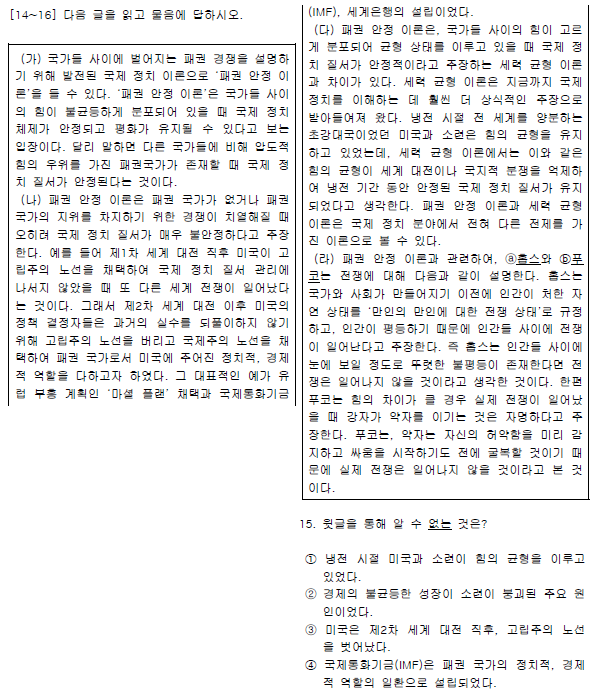 [14~16] 다음 글을 읽고 물음에 답하시오.
(가) 국가들 사이에 벌어지는 패권 경쟁을 설명하
기 위해 발전된 국제 정치 이론으로 '패권 안정 이
론'을 들 수 있다. '패권 안정 이론'은 국가들 사이
의 힘이 불균등하게 분포되어 있을 때 국제 정치
체제가 안정되고 평화가 유지될 수 있다고 보는
입장이다. 달리 말하면 다른 국가들에 비해 압도적
힘의 우위를 가진 패권국가가 존재할 때 국제 정
치 질서가 안정된다는 것이다.
(나) 패권 안정 이론은 패권 국가가 없거나 패권
국가의 지위를 차지하기 위한 경쟁이 치열해질 때
오히려 국제 정치 질서가 매우 불안정하다고 주장
한다. 예를 들어 제1차 세계 대전 직후 미국이 고
립주의 노선을 채택하여 국제 정치 질서 관리에
나서지 않았을 때 또 다른 세계 전쟁이 일어났다
는 것이다. 그래서 제2차 세계 대전 이후 미국의
정책 결정자들은 과거의 실수를 되풀이하지 않기
위해 고립주의 노선을 버리고 국제주의 노선을 채
택하여 패권 국가로서 미국에 주어진 정치적, 경제
적 역할을 다하고자 하였다. 그 대표적인 예가 유
럽 부흥 계획인 '마셜 플랜' 채택과 국제통화기금
(IMF), 세계은행의 설립이었다.
(다) 패권 안정 이론은, 국가들 사이의 힘이 고르
게 분포되어 균형 상태를 이루고 있을 때 국제 정
치 질서가 안정적이라고 주장하는 세력 균형 이론
과 차이가 있다. 세력 균형 이론은 지금까지 국제
정치를 이해하는 데 훨씬 더 상식적인 주장으로
받아들여져 왔다. 냉전 시절 전 세계를 양분하는
초강대국이었던 미국과 소련은 힘의 균형을 유지
하고 있었는데, 세력 균형 이론에서는 이와 같은
힘의 균형이 세계 대전이나 국지적 분쟁을 억제하
여 냉전 기간 동안 안정된 국제 정치 질서가 유지
되었다고 생각한다. 패권 안정 이론과 세력 균형
이론은 국제 정치 분야에서 전혀 다른 전제를 가
진 이론으로 볼 수 있다.
(라) 패권 안정 이론과 관련하여, ⓐ홉스와 ⓑ푸
코는 전쟁에 대해 다음과 같이 설명한다. 홉스는
국가와 사회가 만들어지기 이전에 인간이 처한 자
연 상태를 '만인의 만인에 대한 전쟁 상태'로 규정
하고, 인간이 평등하기 때문에 인간들 사이에 전쟁
이 일어난다고 주장한다. 즉 홉스는 인간들 사이에
눈에 보일 정도로 뚜렷한 불평등이 존재한다면 전
쟁은 일어나지 않을 것이라고 생각한 것이다. 한편
푸코는 힘의 차이가 클 경우 실제 전쟁이 일어났
을 때 강자가 약자를 이기는 것은 자명하다고 주
장한다. 푸코는, 약자는 자신의 허약함을 미리 감
지하고 싸움을 시작하기도 전에 굴복할 것이기 때
문에 실제 전쟁은 일어나지 않을 것이라고 본 것
이다.
15. 윗글을 통해 알 수 없는 것은?
① 냉전 시절 미국과 소련이 힘의 균형을 이루고
있었다.
② 경제의 불균등한 성장이 소련이 붕괴된 주요 원
인이었다.
③ 미국은 제2차 세계 대전 직후, 고립주의 노선
을 벗어났다.
④ 국제통화기금(IMF)은 패권 국가의 정치적, 경제
적 역할의 일환으로 설립되었다.